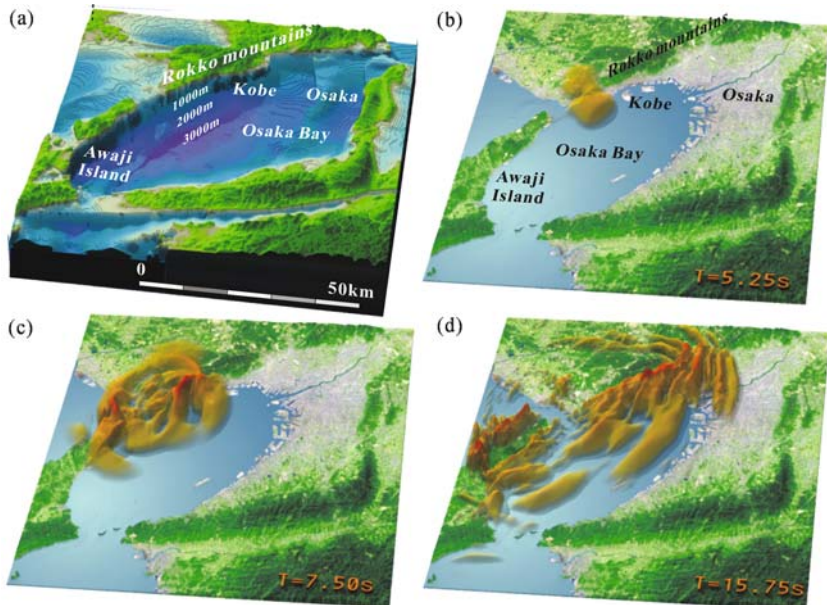 (a)
Rokko mountains
1000m
2000m
3000m
Kobe
Osaka
Osaka Bay
Awaji
Island
0
50km
(b)
Rokko mountains
Kobe
Osaka
Osaka Bay
Awaji
Island
T=5.25s
(c)
T=7.50s
(d)
T=15.75s